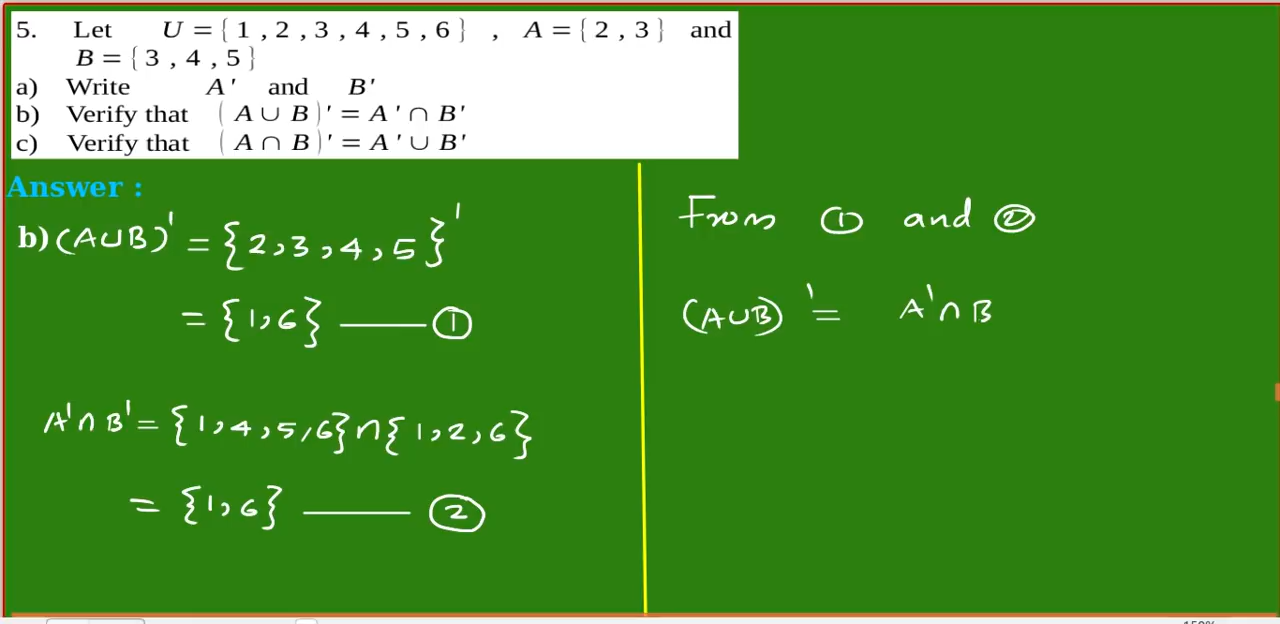 5. Let U = { 1 , 2 , 3 , 4 , 5 , 6 } , A = { 2 , 3 } and
B = { 3 , 4 , 5 }
a) Write A ' and B '
b) Verify that ( A ∪ B ) ' = A ' ∩ B '
c) Verify that ( A ∩ B ) ' = A ' ∪ B '
Answer :
b) (A∪B)' = {2,3,4,5}'
= {1,6} —— ①
A'∩B' = {1,4,5,6}∩{1,2,6}
= {1,6} —— ②
From ① and ②
(A∪B)' = A'∩B
150%